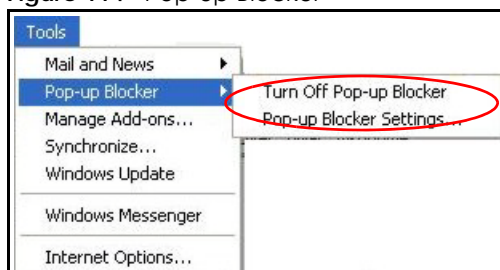 Tools
Mail and News
Pop-up Blocker
Turn Off Pop-up Blocker
Manage Add-ons...
Pop-up Blocker Settings...
Synchronize...
Windows Update
Windows Messenger
Internet Options...